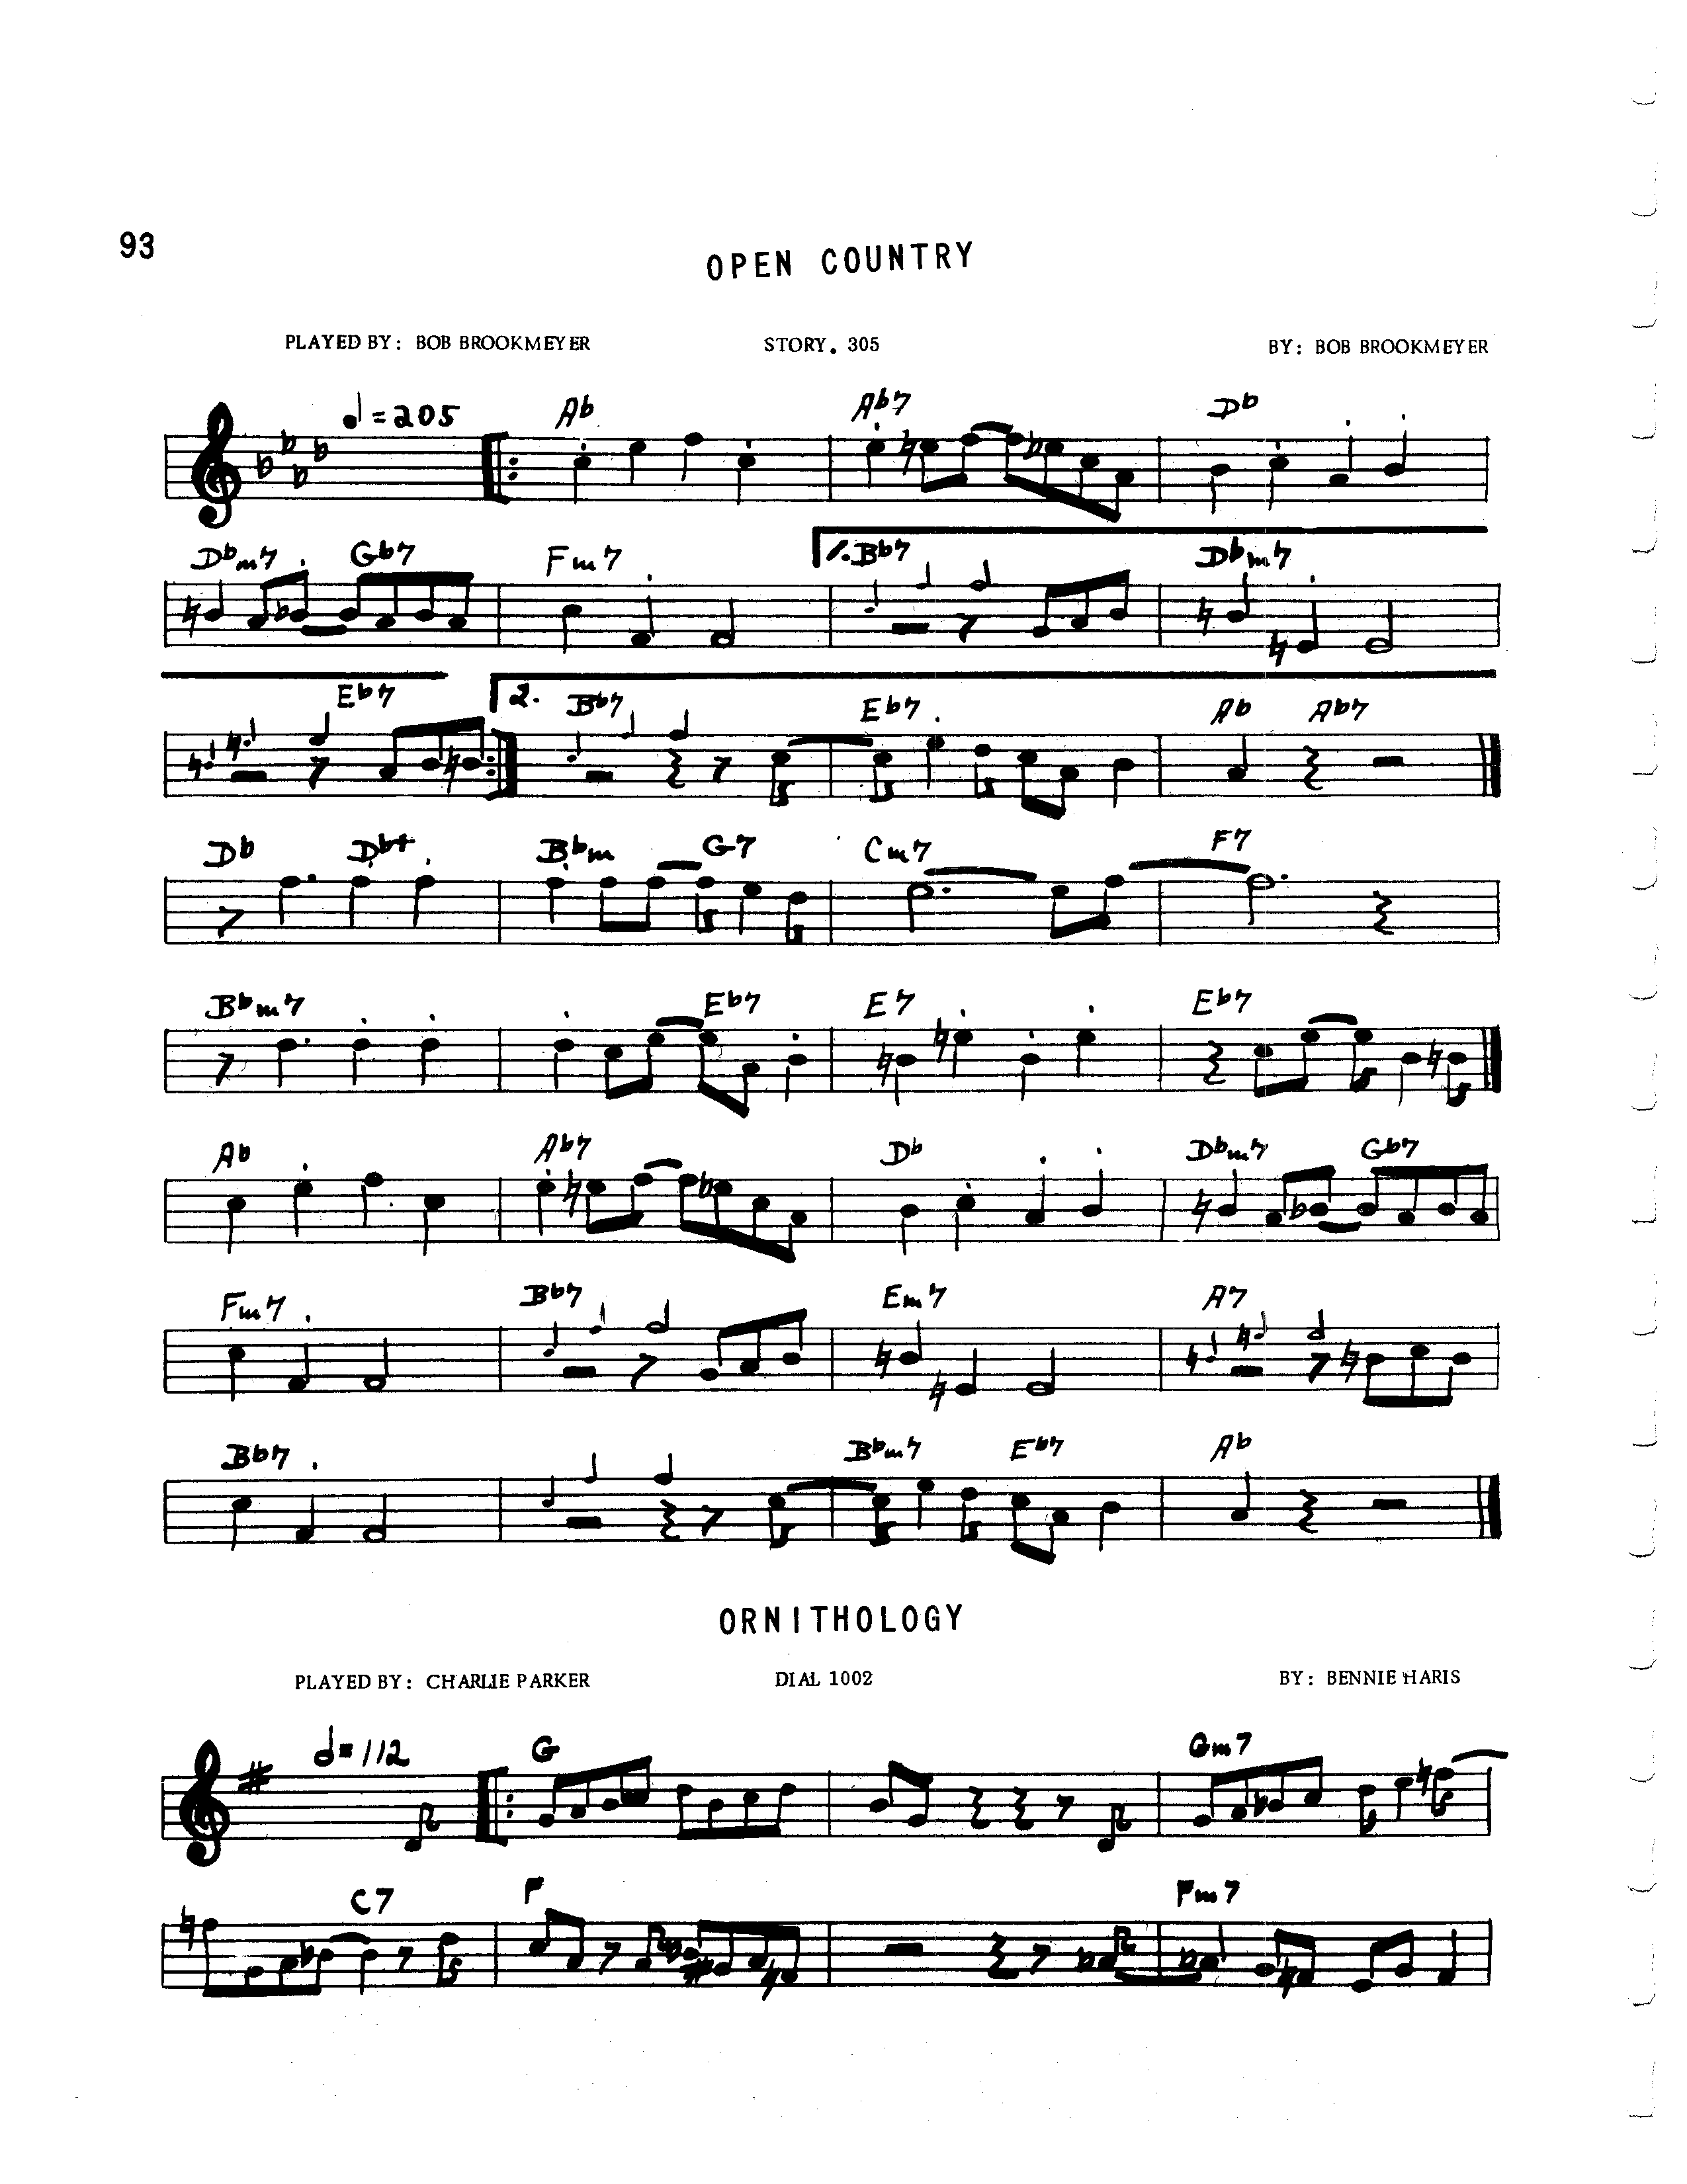 93
OPEN COUNTRY
PLAYED BY: BOB BROOKMEYER STORY. 305 BY: BOB BROOKMEYER
♩ = 205 Ab Ab7 Db
Dbm7 Gb7 Fm7 1. Bb7 Dbm7
Eb7 2. Bb7 Eb7 Ab Ab7
Db Db+ Bbm G7 Cm7 F7
Bbm7 Eb7 E7 Eb7
Ab Ab7 Db Dbm7 Gb7
Fm7 Bb7 Em7 A7
Bb7 Bbm7 Eb7 Ab
ORNITHOLOGY
PLAYED BY: CHARLIE PARKER DIAL 1002 BY: BENNIE HARIS
𝅗𝅥 = 112 G Gm7
C7 F Fm7